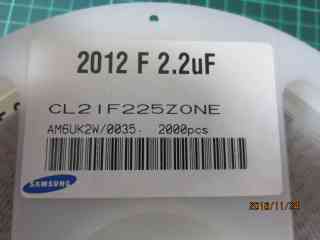 2012 F 2.2uF
CL21F225ZONE
AM6UK2W/0035. 2000pcs
SAMSUNG